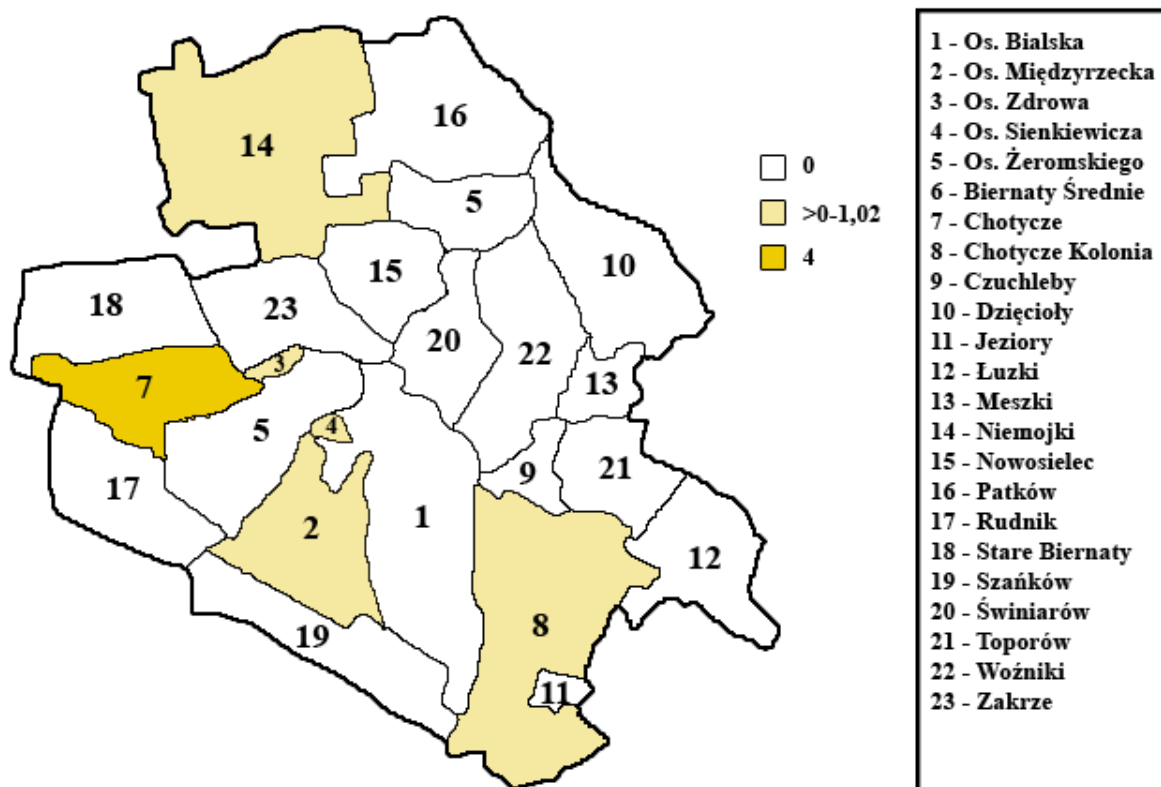 16
14
5
10
15
18
23
20
22
3
7
13
4
5
9
21
17
2
1
12
8
19
11
0
>0-1,02
4
1 - Os. Bialska
2 - Os. Międzyrzecka
3 - Os. Zdrowa
4 - Os. Sienkiewicza
5 - Os. Żeromskiego
6 - Biernaty Średnie
7 - Chotycze
8 - Chotycze Kolonia
9 - Czuchleby
10 - Dzięcioły
11 - Jeziory
12 - Łuzki
13 - Meszki
14 - Niemojki
15 - Nowosielec
16 - Patków
17 - Rudnik
18 - Stare Biernaty
19 - Szańków
20 - Świniarów
21 - Toporów
22 - Woźniki
23 - Zakrze